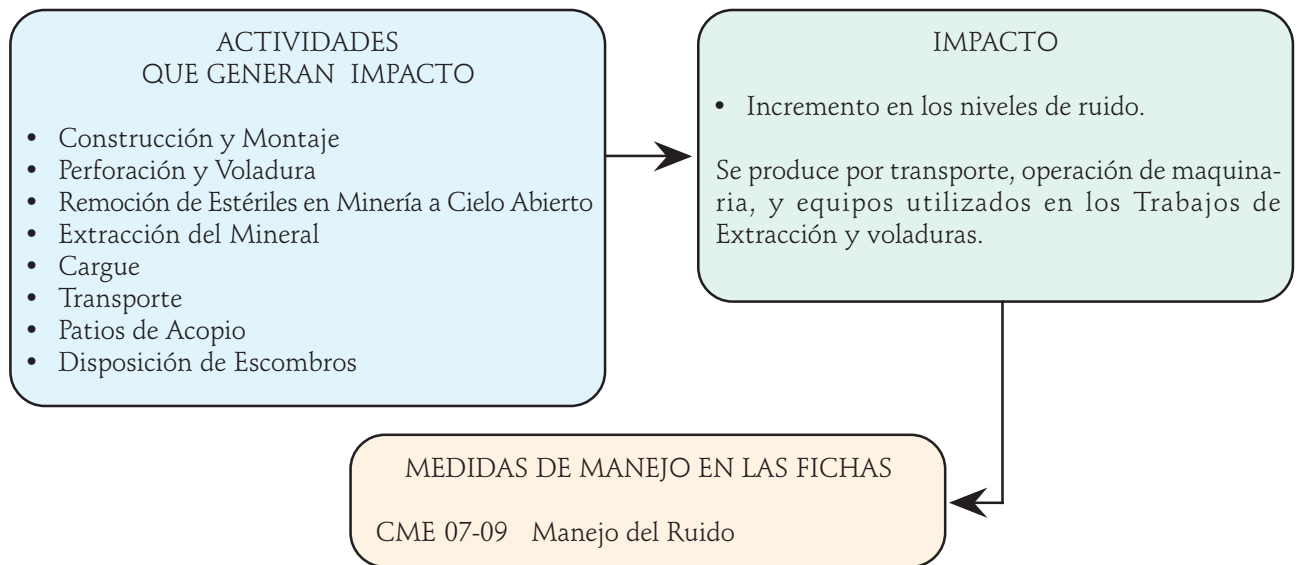 ACTIVIDADES
QUE GENERAN IMPACTO
• Construcción y Montaje
• Perforación y Voladura
• Remoción de Estériles en Minería a Cielo Abierto
• Extracción del Mineral
• Cargue
• Transporte
• Patios de Acopio
• Disposición de Escombros
IMPACTO
• Incremento en los niveles de ruido.
Se produce por transporte, operación de maquina-
ria, y equipos utilizados en los Trabajos de
Extracción y voladuras.
MEDIDAS DE MANEJO EN LAS FICHAS
CME 07-09 Manejo del Ruido